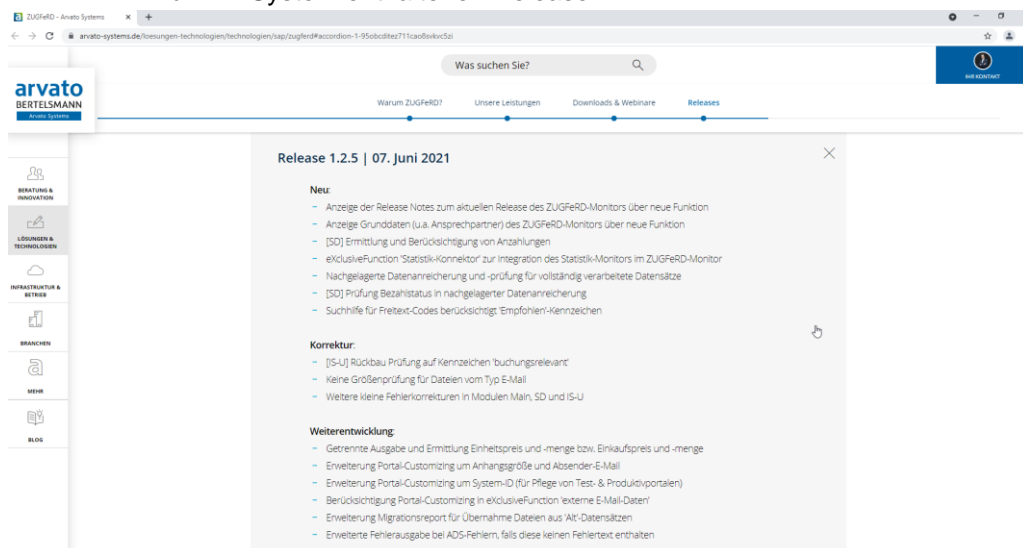 ZUGFeRD - Arvato Systems
arvato-systems.de/loesungen-technologien/technologien/sap/zugferd#accordion-1-95obcditez711cao8svkvc5zi
Was suchen Sie?
IHR KONTAKT
arvato
BERTELSMANN
Arvato Systems
Warum ZUGFeRD?
Unsere Leistungen
Downloads & Webinare
Releases
BERATUNG &
INNOVATION
LÖSUNGEN &
TECHNOLOGIEN
INFRASTRUKTUR &
BETRIEB
BRANCHEN
MEHR
BLOG
Release 1.2.5 | 07. Juni 2021
Neu:
– Anzeige der Release Notes zum aktuellen Release des ZUGFeRD-Monitors über neue Funktion
– Anzeige Grunddaten (u.a. Ansprechpartner) des ZUGFeRD-Monitors über neue Funktion
– [SD] Ermittlung und Berücksichtigung von Anzahlungen
– eXclusiveFunction 'Statistik-Konnektor' zur Integration des Statistik-Monitors im ZUGFeRD-Monitor
– Nachgelagerte Datenanreicherung und -prüfung für vollständig verarbeitete Datensätze
– [SD] Prüfung Bezahlstatus in nachgelagerter Datenanreicherung
– Suchhilfe für Freitext-Codes berücksichtigt 'Empfohlen'-Kennzeichen
Korrektur:
– [IS-U] Rückbau Prüfung auf Kennzeichen 'buchungsrelevant'
– Keine Größenprüfung für Dateien vom Typ E-Mail
– Weitere kleine Fehlerkorrekturen in Modulen Main, SD und IS-U
Weiterentwicklung:
– Getrennte Ausgabe und Ermittlung Einheitspreis und -menge bzw. Einkaufspreis und -menge
– Erweiterung Portal-Customizing um Anhangsgröße und Absender-E-Mail
– Erweiterung Portal-Customizing um System-ID (für Pflege von Test- & Produktivportalen)
– Berücksichtigung Portal-Customizing in eXclusiveFunction 'externe E-Mail-Daten'
– Erweiterung Migrationsreport für Übernahme Dateien aus 'Alt'-Datensätzen
– Erweiterte Fehlerausgabe bei ADS-Fehlern, falls diese keinen Fehlertext enthalten